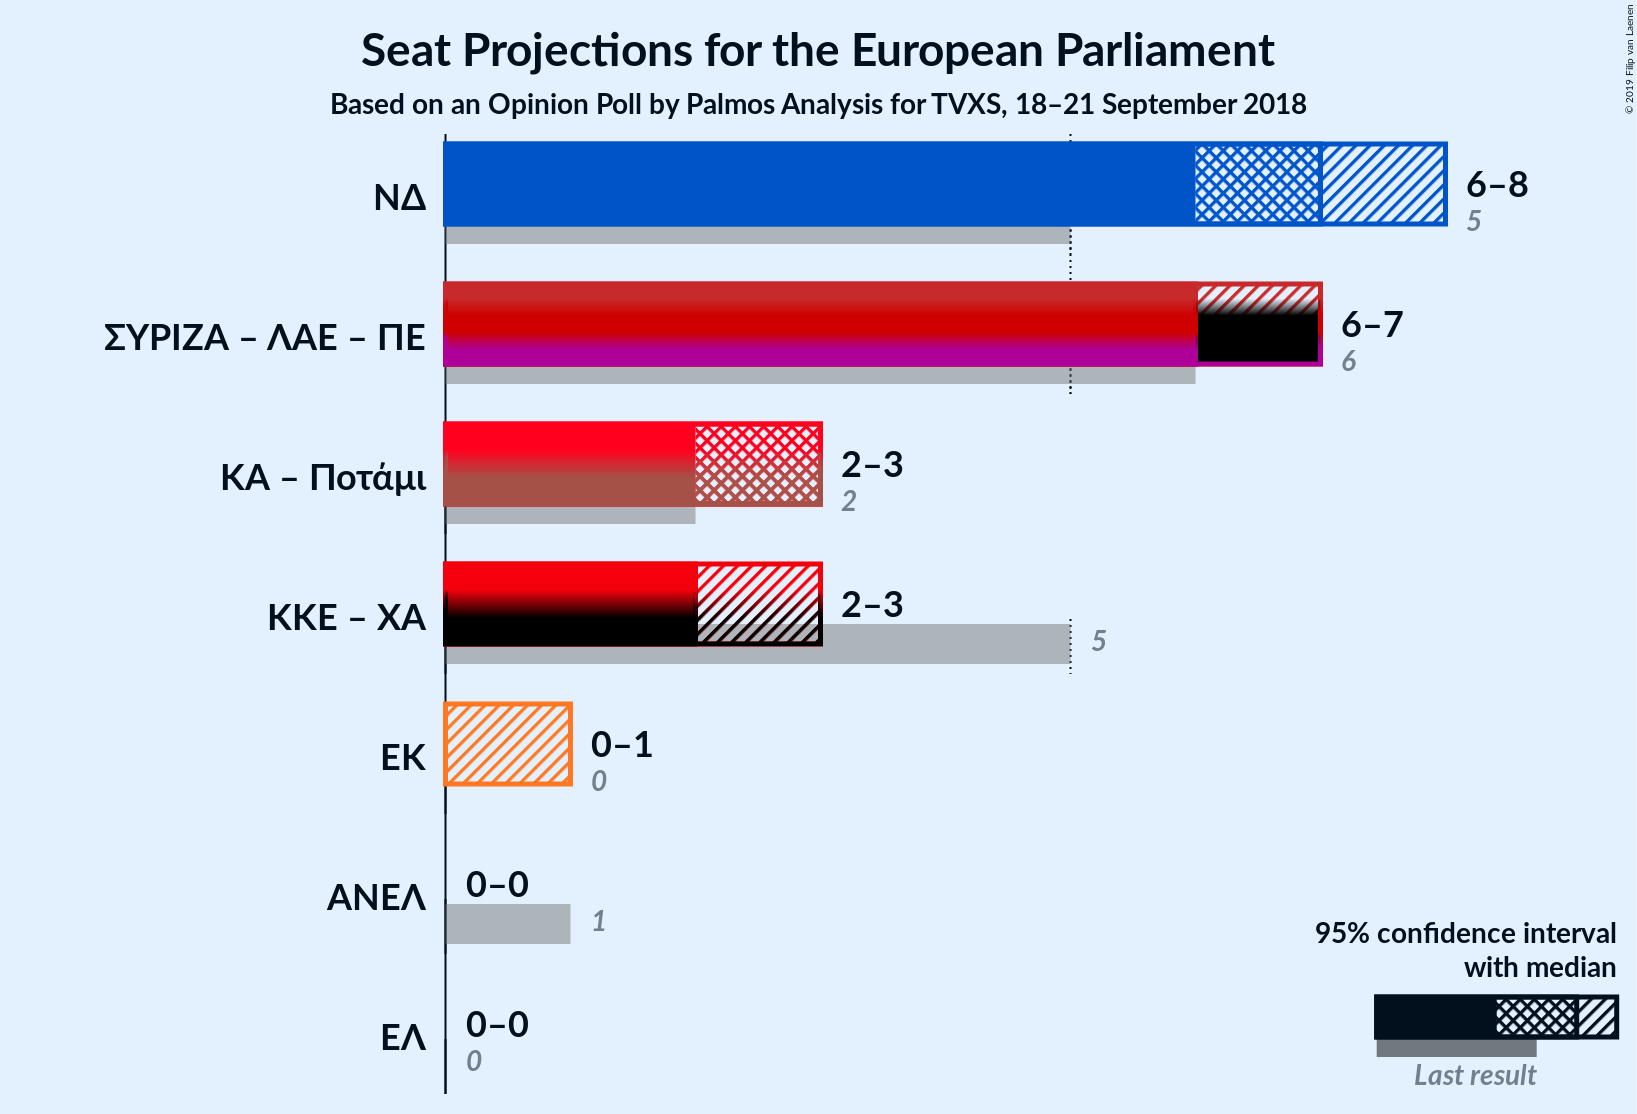 Seat Projections for the European Parliament
Based on an Opinion Poll by Palmos Analysis for TVXS, 18–21 September 2018
© 2019 Filip van Laenen
ΝΔ
6–8
5
ΣΥΡΙΖΑ – ΛΑΕ – ΠΕ
6–7
6
ΚΑ – Ποτάμι
2–3
2
ΚΚΕ – ΧΑ
2–3
5
ΕΚ
0–1
0
ΑΝΕΛ
0–0
1
ΕΛ
0–0
0
95% confidence interval
with median
Last result